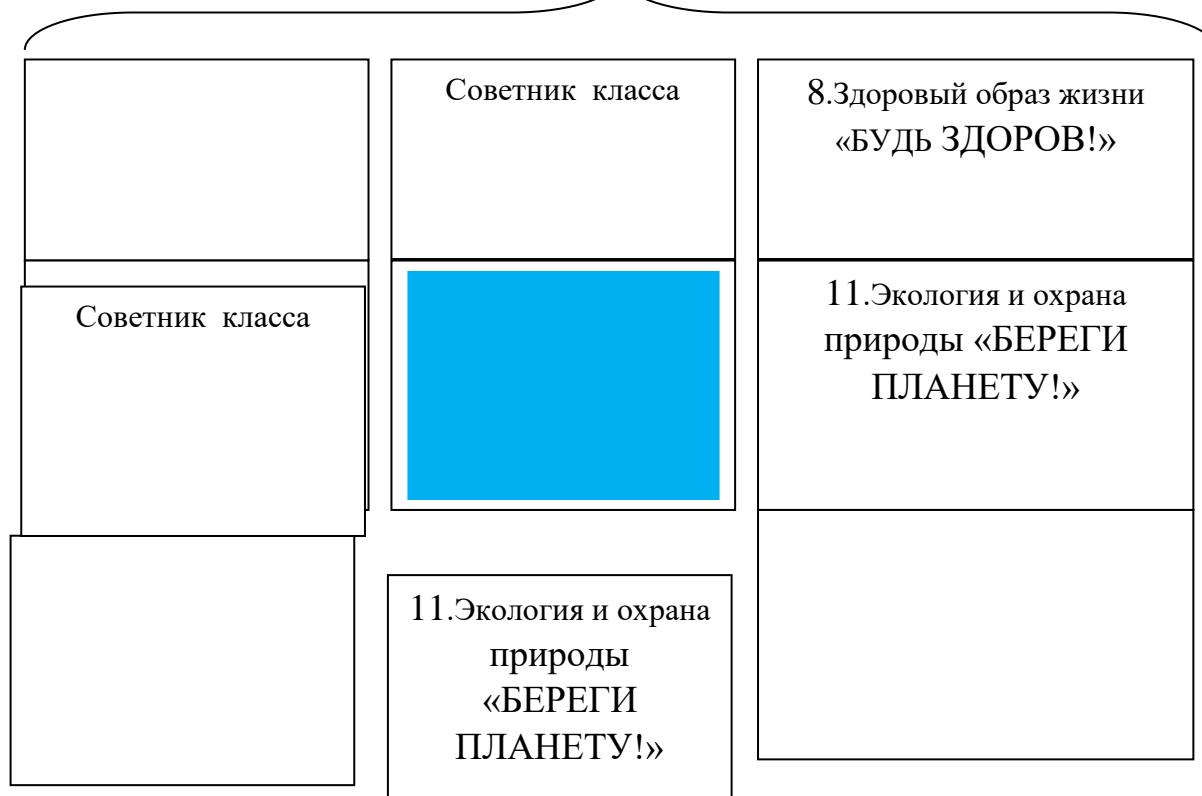 Советник класса
8.Здоровый образ жизни
«БУДЬ ЗДОРОВ!»
Советник класса
11.Экология и охрана
природы «БЕРЕГИ
ПЛАНЕТУ!»
11.Экология и охрана
природы
«БЕРЕГИ
ПЛАНЕТУ!»